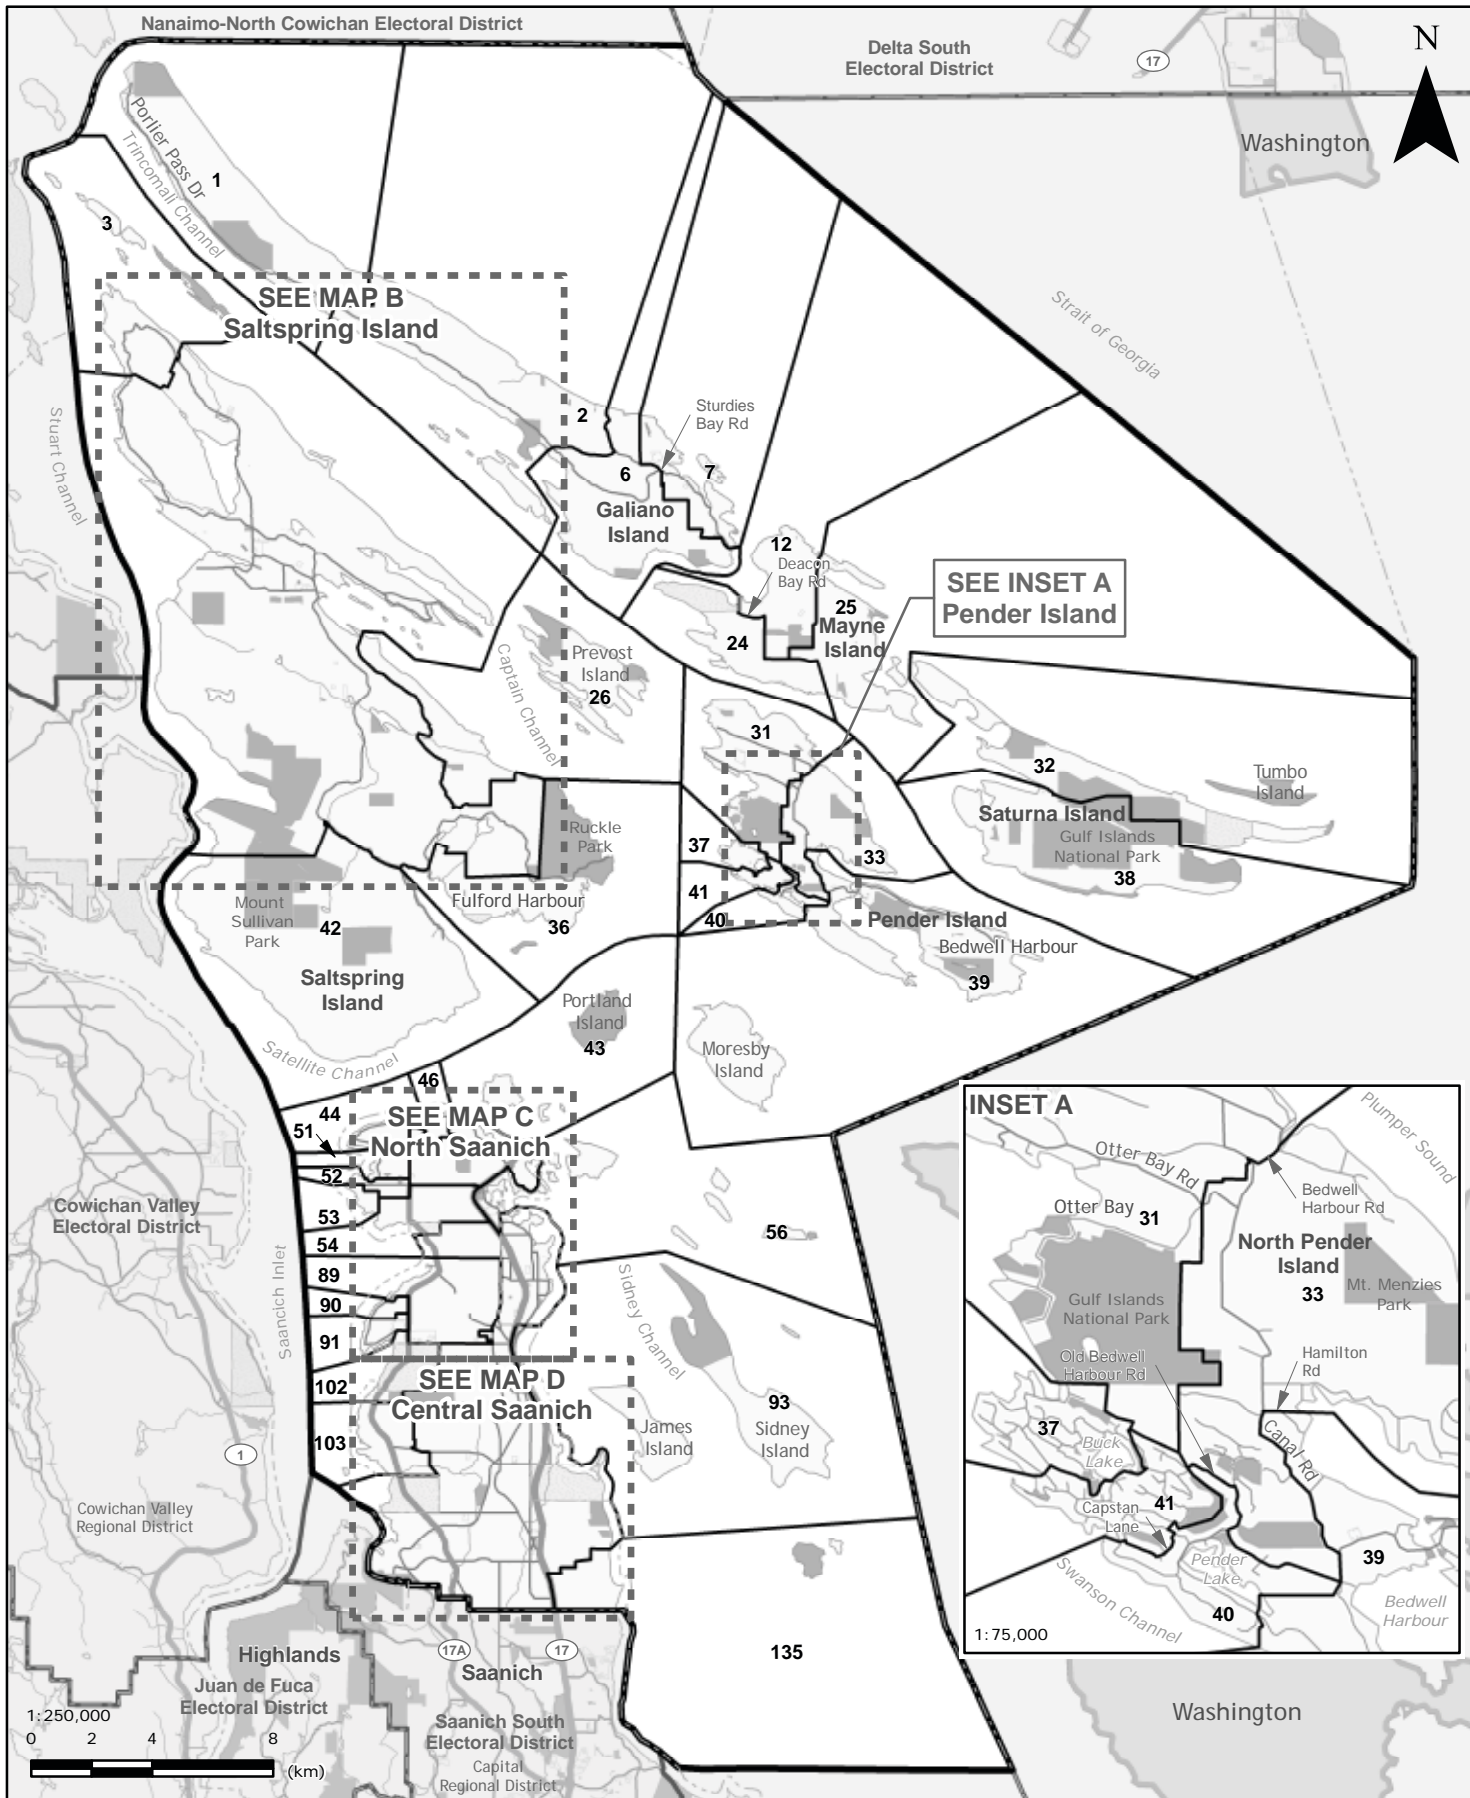 Nanaimo-North Cowichan Electoral District
Delta South
Electoral District
17
N
Washington
Porlier Pass Dr
Trincomali Channel
1
3
SEE MAP B
Saltspring Island
Strait of Georgia
Stuart Channel
2
Sturdies
Bay Rd
6
7
Galiano
Island
12
Deacon
Bay Rd
SEE INSET A
Pender Island
25
Mayne
Island
24
Captain Channel
Prevost
Island
26
31
32
Tumbo
Island
Saturna Island
Gulf Islands
National Park
38
Ruckle
Park
37
33
41
40
Mount
Sullivan
Park
42
Fulford Harbour
36
Pender Island
Bedwell Harbour
39
Saltspring
Island
Portland
Island
43
Moresby
Island
Satellite Channel
46
44
51
SEE MAP C
North Saanich
52
53
54
89
90
91
Cowichan Valley
Electoral District
Saancich Inlet
56
Sidney Channel
102
SEE MAP D
Central Saanich
103
James
Island
93
Sidney
Island
1
Cowichan Valley
Regional District
135
INSET A
Plumper Sound
Otter Bay Rd
Bedwell
Harbour Rd
Otter Bay
31
North Pender
Island
33
Mt. Menzies
Park
Gulf Islands
National Park
Old Bedwell
Harbour Rd
Hamilton
Rd
37
Buck
Lake
Canal Rd
41
Capstan
Lane
39
Pender
Lake
Swanson Channel
40
Bedwell
Harbour
1:75,000
Highlands
Juan de Fuca
Electoral District
17A
17
Saanich
Saanich South
Electoral District
Capital
Regional District
Washington
1:250,000
0 2 4 8
(km)